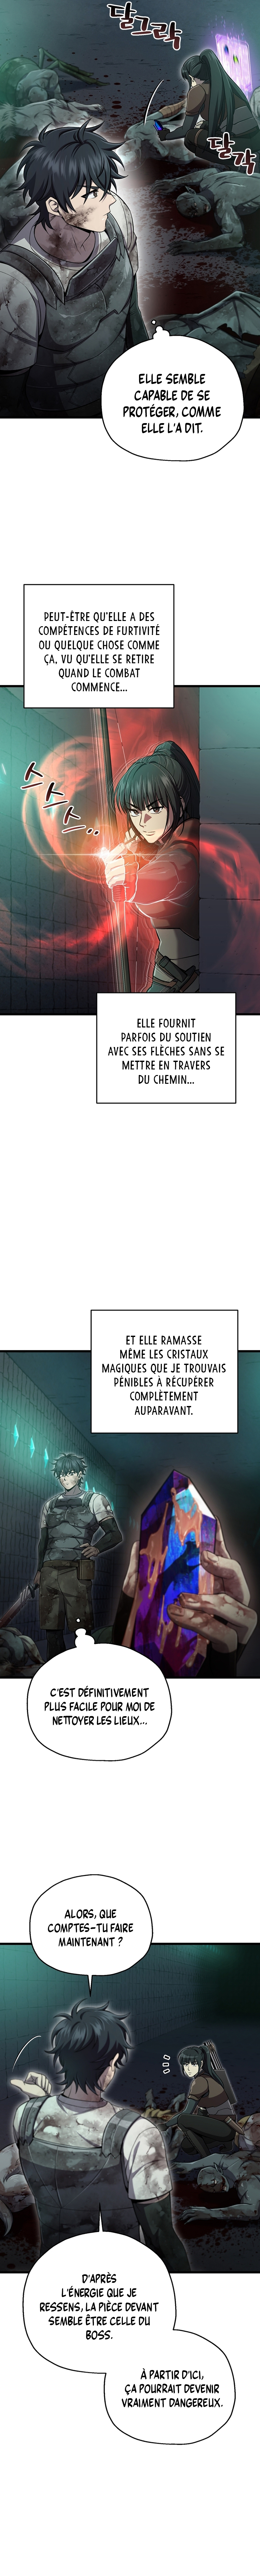 달그락
달각
ELLE SEMBLE
CAPABLE DE SE
PROTÉGER, COMME
ELLE L'A DIT.
PEUT-ÊTRE QU'ELLE A DES
COMPÉTENCES DE FURTIVITÉ
OU QUELQUE CHOSE COMME
ÇA, VU QU'ELLE SE RETIRE
QUAND LE COMBAT
COMMENCE...
스스스..
ELLE FOURNIT
PARFOIS DU SOUTIEN
AVEC SES FLÈCHES SANS SE
METTRE EN TRAVERS
DU CHEMIN...
ET ELLE RAMASSE
MÊME LES CRISTAUX
MAGIQUES QUE JE TROUVAIS
PÉNIBLES À RÉCUPÉRER
COMPLÈTEMENT
AUPARAVANT.
C'EST DÉFINITIVEMENT
PLUS FACILE POUR MOI DE
NETTOYER LES LIEUX...
ALORS, QUE
COMPTES-TU FAIRE
MAINTENANT ?
D'APRÈS
L'ÉNERGIE QUE JE
RESSENS, LA PIÈCE DEVANT
SEMBLE ÊTRE CELLE DU
BOSS.
À PARTIR D'ICI,
ÇA POURRAIT DEVENIR
VRAIMENT DANGEREUX.